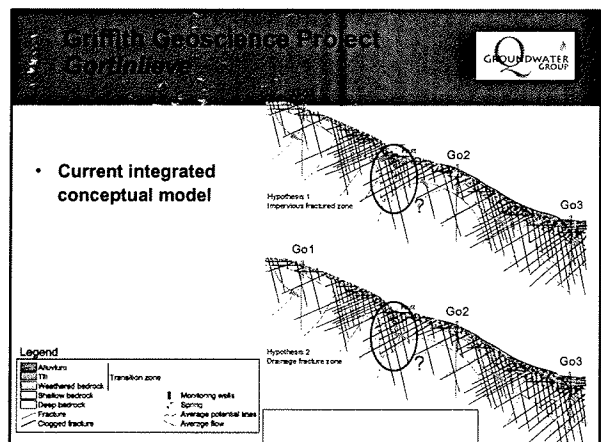 Griffith Geoscience Project
Gortinlieve
GROUNDWATER
GROUP
• Current integrated
conceptual model
Go2
Hypothesis 1
Impervious fractured zone
?
Go3
Go1
Go2
Hypothesis 2
Drainage fracture zone
?
Go3
Legend
Alluvium
Till
Weathered bedrock
Transition zone
Shallow bedrock
Deep bedrock
Fracture
Clogged fracture
Monitoring wells
Spring
Average potential lines
Average flow